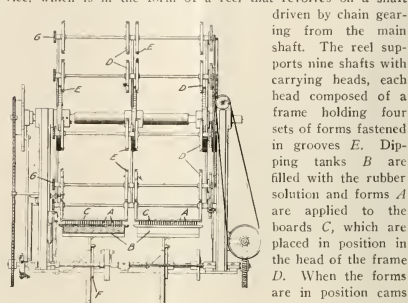 vice, which is in the form of a reel that revolves on a shaft
driven by chain gear-
ing from the main
shaft. The reel sup-
ports nine shafts with
carrying heads, each
head composed of a
frame holding four
sets of forms fastened
in grooves E. Dip-
ping tanks B are
filled with the rubber
solution and forms A
are applied to the
boards C, which are
placed in position in
the head of the frame
D. When the forms
are in position cams
G
E
D
E
D
E
D
G
C A
C A
B
F